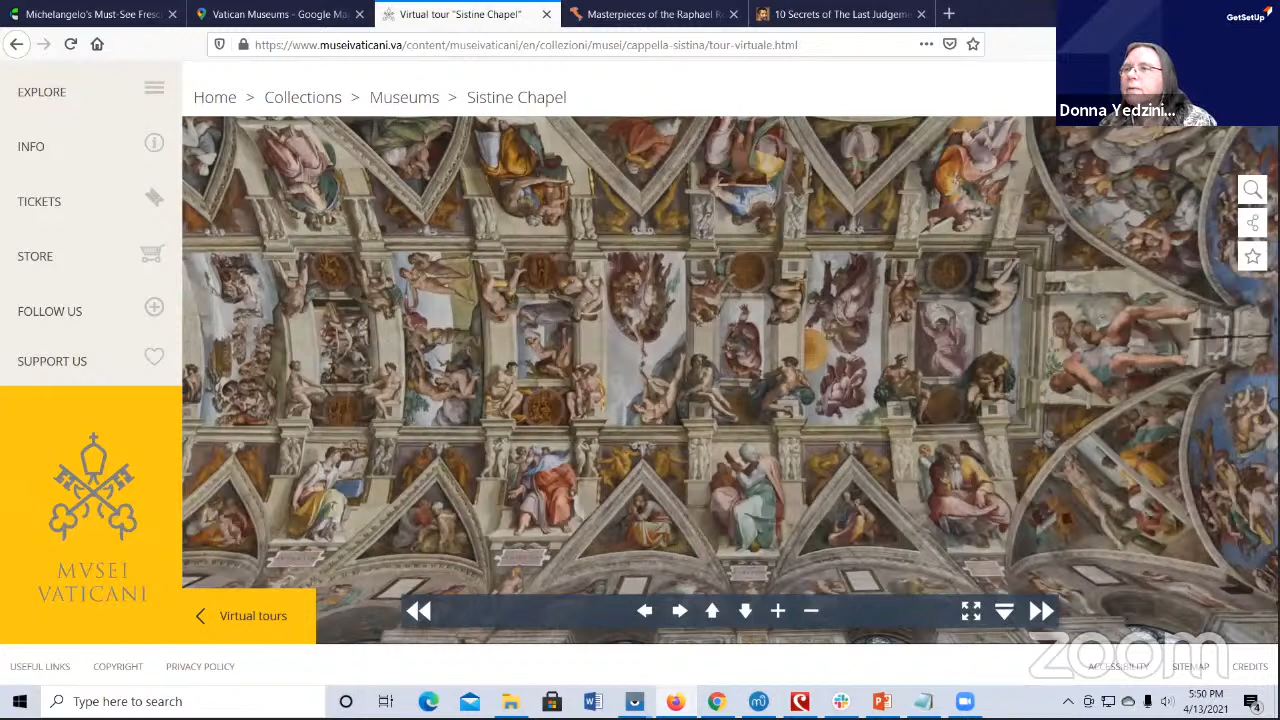 Michelangelo's Must-See Fresc
Vatican tours - Google Ma
Virtual tour "Sistine Chapel"
Masterpieces of the Raphael R
10 Secrets of The Last Judgeme
https://www.museivaticani.va/content/museivaticani/en/collezioni/musei/cappella-sistina/tour-virtuale.html
GetSetUp
Donna Yedzini...
EXPLORE
INFO
TICKETS
STORE
FOLLOW US
SUPPORT US
MVSEI
VATICANI
Home > Collections > Museums > Sistine Chapel
Virtual tours
zoom
USEFUL LINKS COPYRIGHT PRIVACY POLICY
ACCESSIBILITY SITEMAP CREDITS
Type here to search
5:50 PM
4/13/2021
4